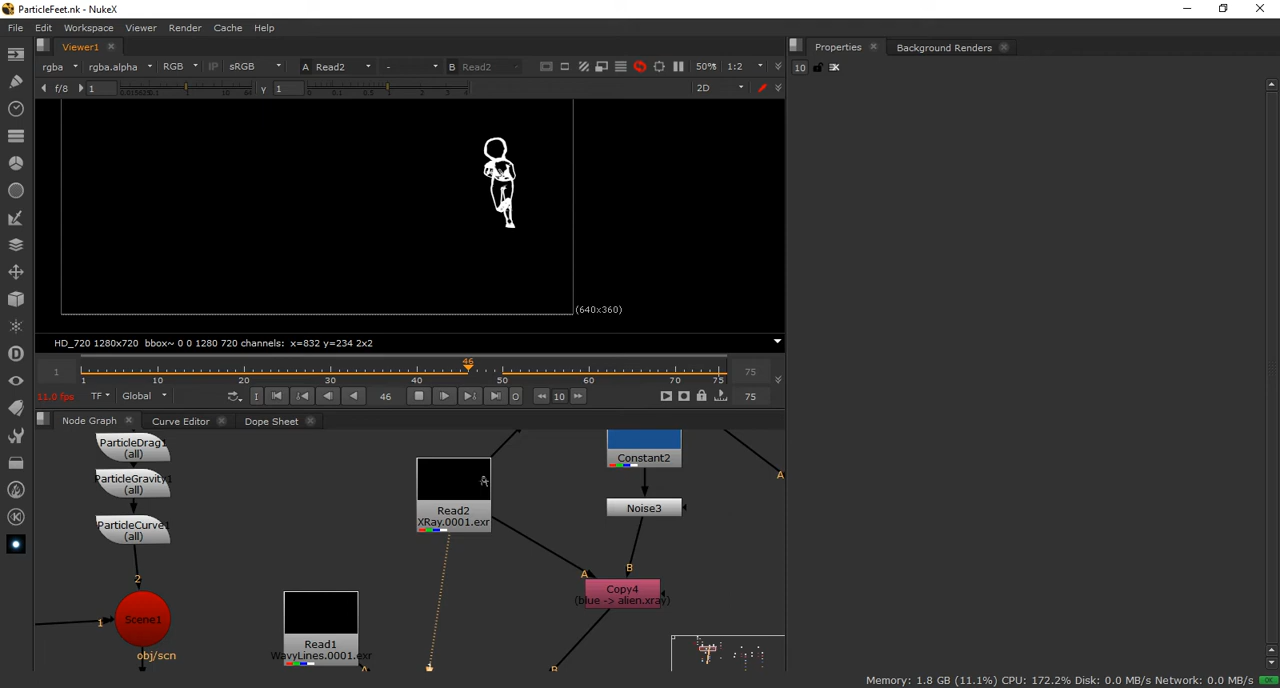 ParticleFeet.nk - NukeX
File Edit Workspace Viewer Render Cache Help
Viewer1
Properties Background Renders
rgba rgba.alpha RGB IP sRGB A Read2 - B Read2 50% 1:2
10
f/8 1 γ 1 2D
(640x360)
HD_720 1280x720 bbox~ 0 0 1280 720 channels: x=832 y=234 2x2
46
1 75
1 10 20 30 40 50 60 70 75
11.0 fps TF Global I 46 O 10 75
Node Graph Curve Editor Dope Sheet
ParticleDrag1
(all)
ParticleGravity1
(all)
ParticleCurve1
(all)
2
1
Scene1
obj/scn
Read2
XRay.0001.exr
Read1
WavyLines.0001.exr
A
Constant2
Noise3
A
B
A
Copy4
(blue -> alien.xray)
B
Memory: 1.8 GB (11.1%) CPU: 172.2% Disk: 0.0 MB/s Network: 0.0 MB/s